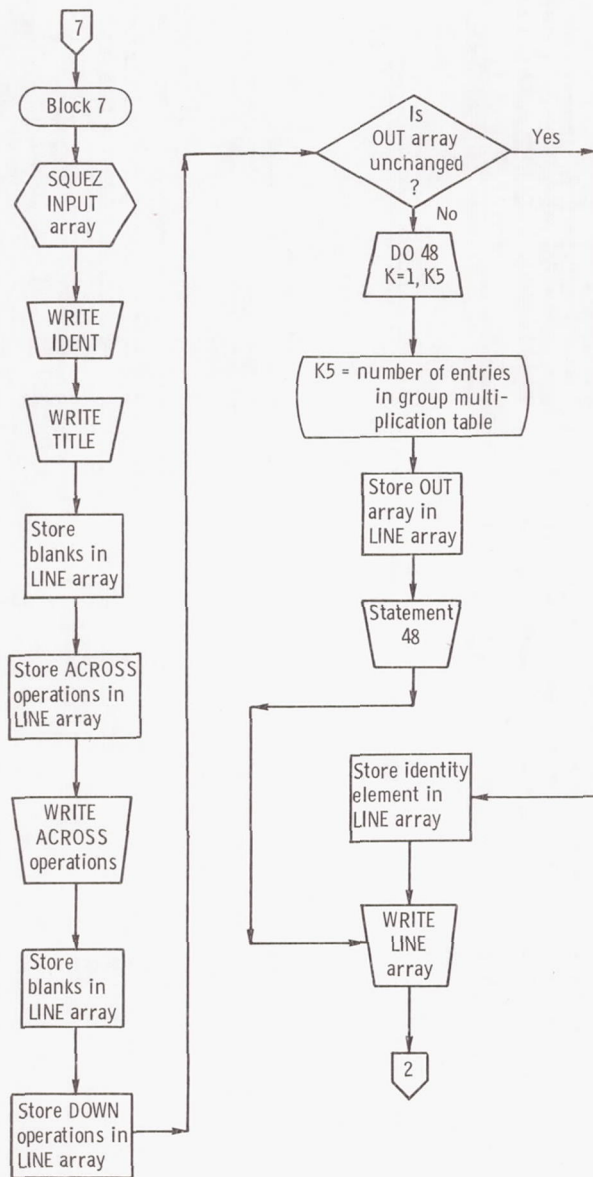 7
Block 7
SQUEZ
INPUT
array
WRITE
IDENT
WRITE
TITLE
Store
blanks in
LINE array
Store ACROSS
operations in
LINE array
WRITE
ACROSS
operations
Store
blanks in
LINE array
Store DOWN
operations in
LINE array
Is
OUT array
unchanged
?
Yes
No
DO 48
K=1, K5
K5 = number of entries
in group multi-
plication table
Store OUT
array in
LINE array
Statement
48
Store identity
element in
LINE array
WRITE
LINE
array
2